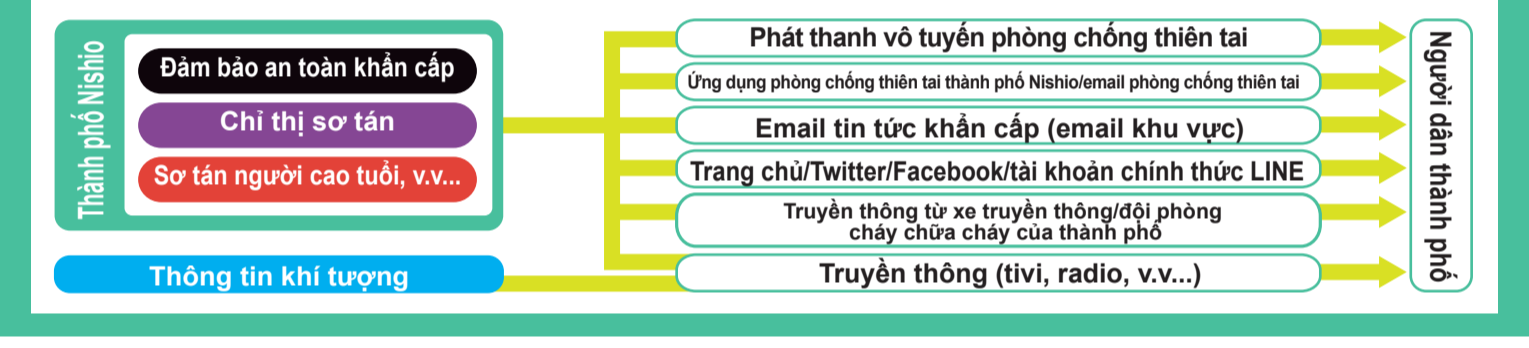 Thành phố Nishio
Đảm bảo an toàn khẩn cấp
Chỉ thị sơ tán
Sơ tán người cao tuổi, v.v...
Thông tin khí tượng
Phát thanh vô tuyến phòng chống thiên tai
Ứng dụng phòng chống thiên tai thành phố Nishio/email phòng chống thiên tai
Email tin tức khẩn cấp (email khu vực)
Trang chủ/Twitter/Facebook/tài khoản chính thức LINE
Truyền thông từ xe truyền thông/đội phòng
cháy chữa cháy của thành phố
Truyền thông (tivi, radio, v.v...)
Người dân thành phố